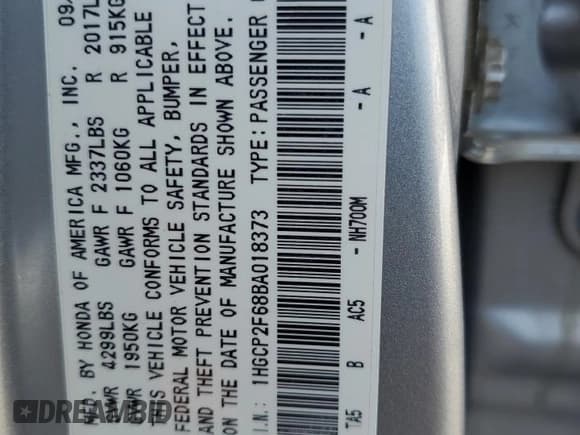 MFD. BY HONDA OF AMERICA MFG., INC. 09
GVWR 4299LBS GAWR F 2337LBS R 2017L
GVWR 1950KG GAWR F 1060KG R 915KG
THIS VEHICLE CONFORMS TO ALL APPLICABLE
FEDERAL MOTOR VEHICLE SAFETY, BUMPER,
AND THEFT PREVENTION STANDARDS IN EFFECT
ON THE DATE OF MANUFACTURE SHOWN ABOVE.
V.I.N.: 1HGCP2F68BA018373 TYPE: PASSENGER
TA5 B AC5 -NH700M -A -A
DREAMBID